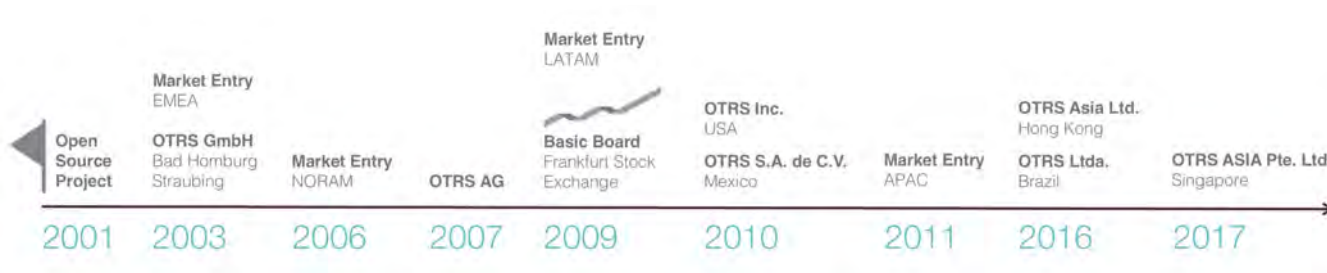 Open
Source
Project
2001
Market Entry
EMEA
OTRS GmbH
Bad Homburg
Straubing
2003
Market Entry
NORAM
2006
OTRS AG
2007
Market Entry
LATAM
Basic Board
Frankfurt Stock
Exchange
2009
OTRS Inc.
USA
OTRS S.A. de C.V.
Mexico
2010
Market Entry
APAC
2011
OTRS Asia Ltd.
Hong Kong
OTRS Ltda.
Brazil
2016
OTRS ASIA Pte. Ltd
Singapore
2017